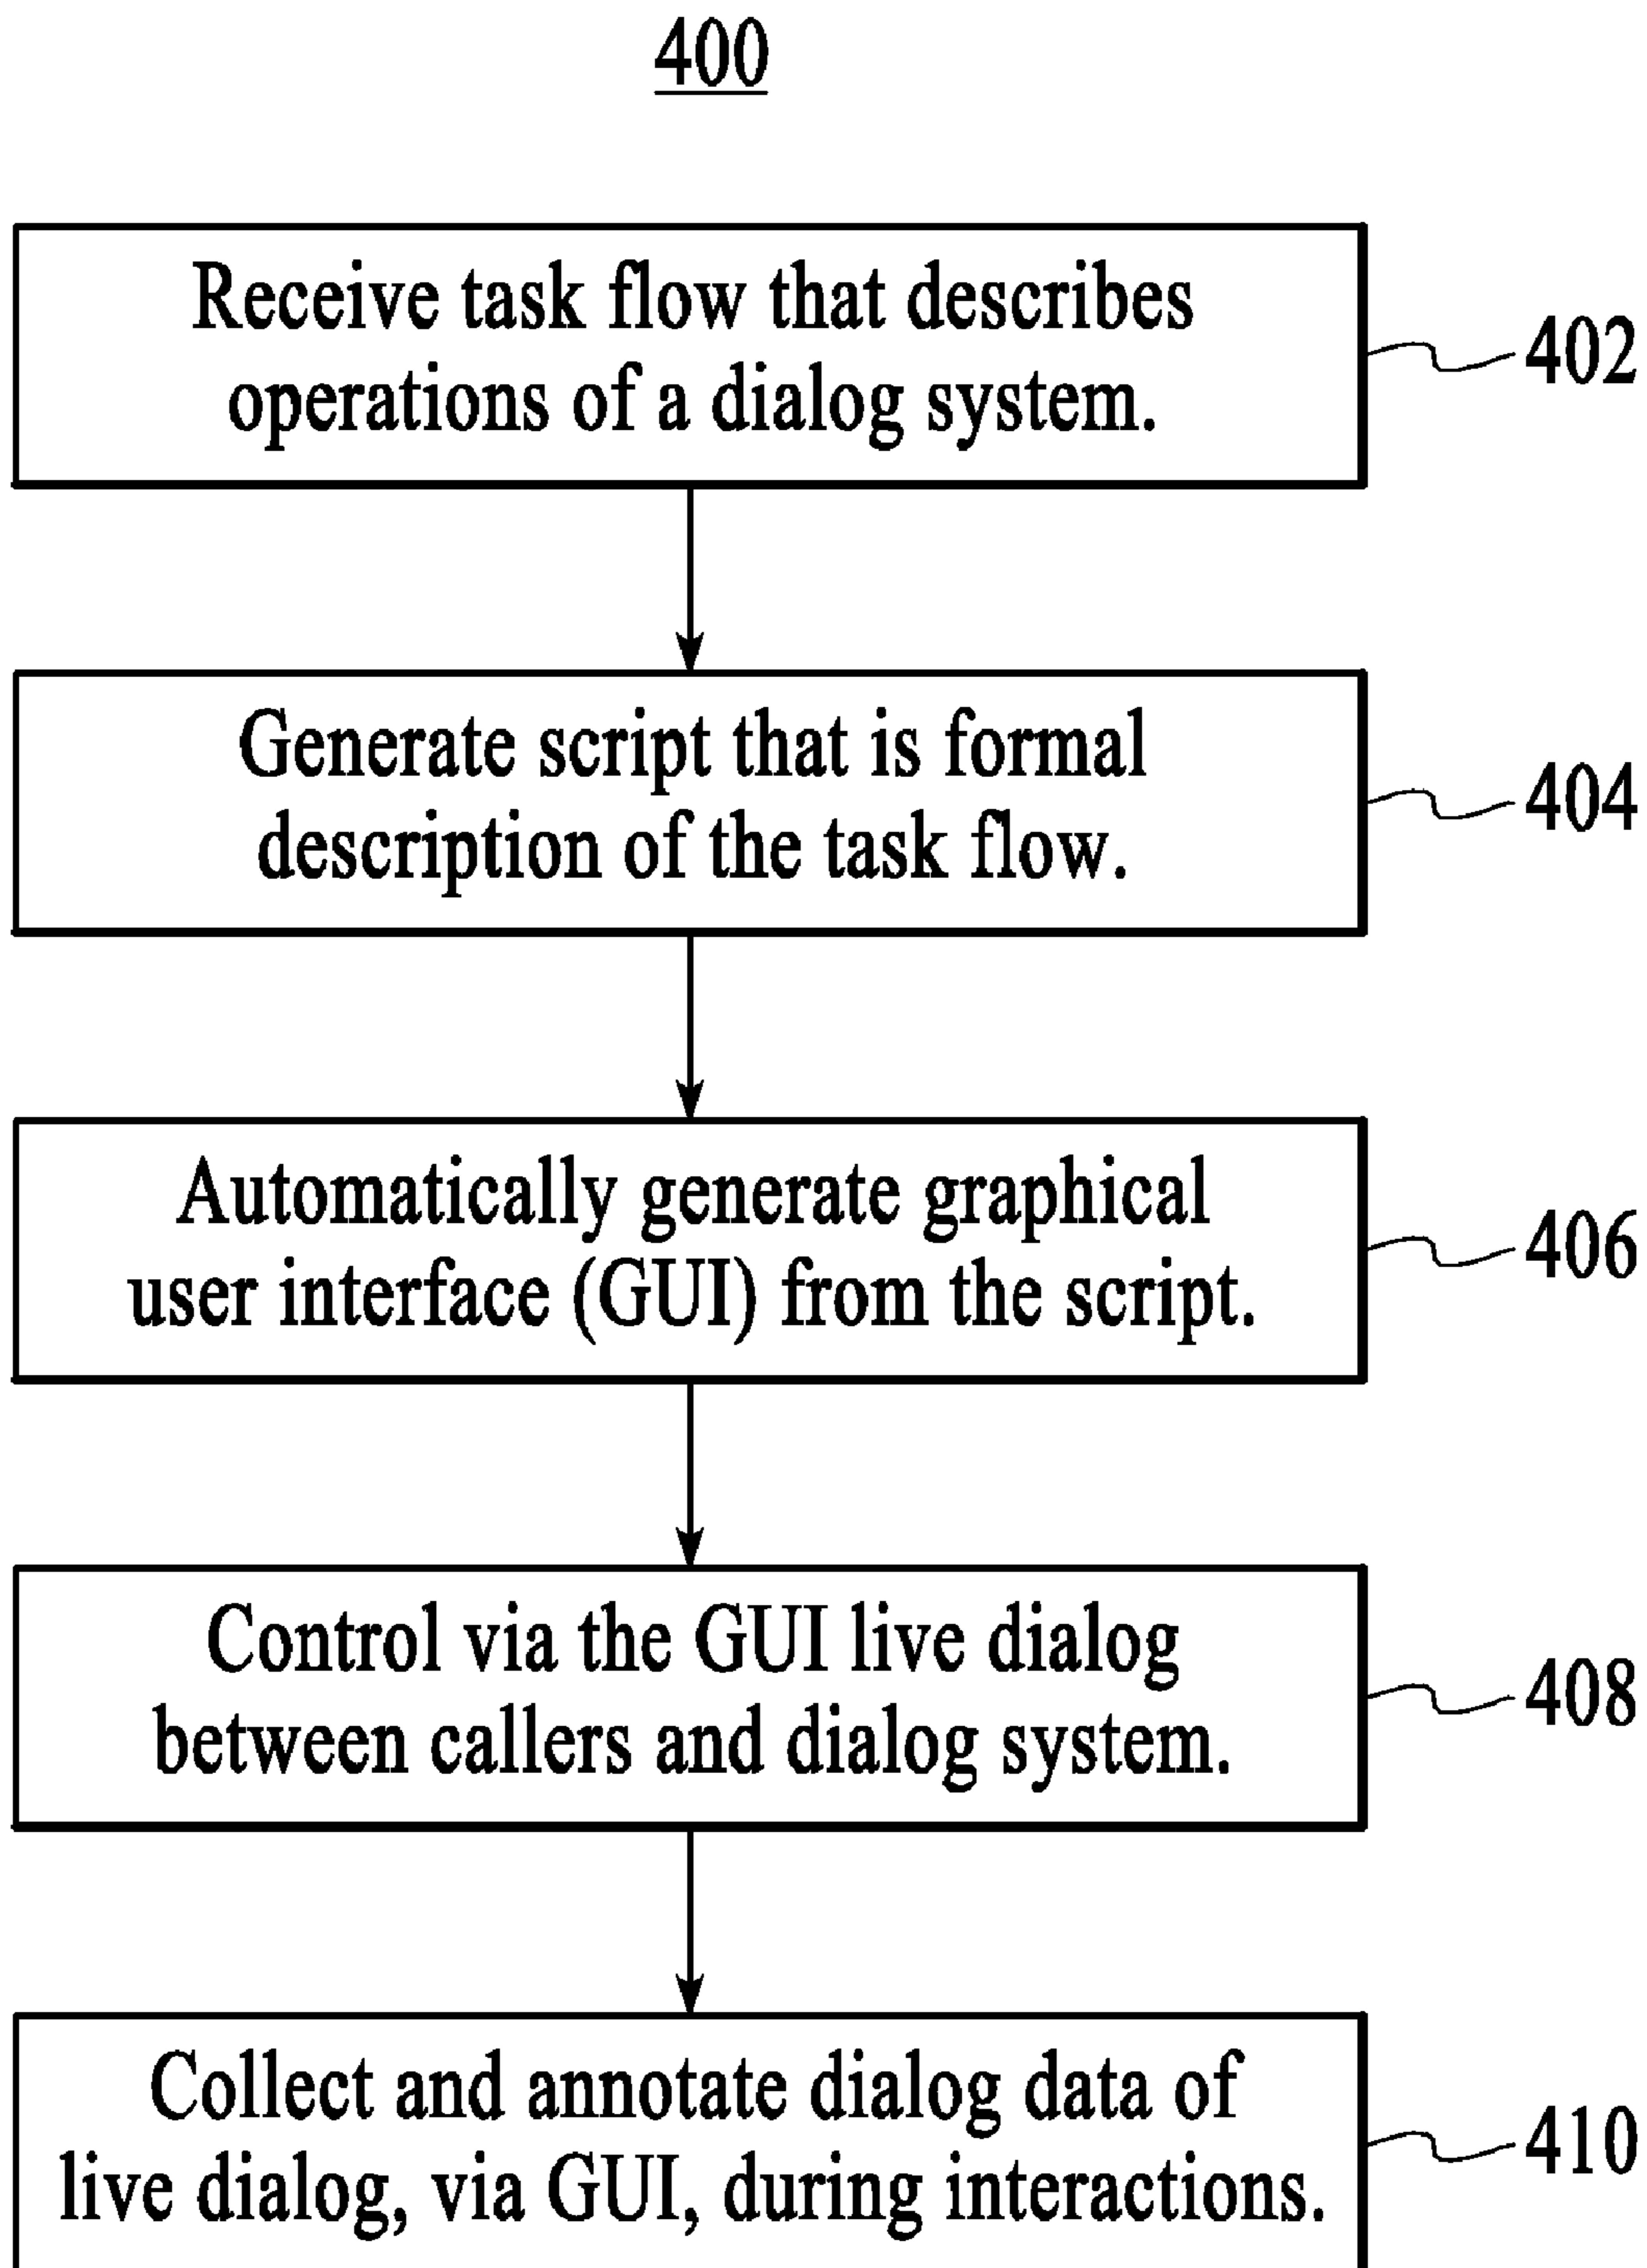 400
Receive task flow that describes
operations of a dialog system.
402
Generate script that is formal
description of the task flow.
404
Automatically generate graphical
user interface (GUI) from the script.
406
Control via the GUI live dialog
between callers and dialog system.
408
Collect and annotate dialog data of
live dialog, via GUI, during interactions.
410